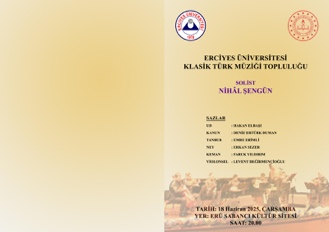 ERCİYES ÜNİVERSİTESİ
KLASİK TÜRK MÜZİĞİ TOPLULUĞU
SOLİST
NİHÂL ŞENGÜN
SAZLAR
UD : HAKAN ELBAŞI
KANUN : DENİZ ERTÜRK DUMAN
TANBUR : EMRE ERİMLİ
NEY : ERKAN SEZER
KEMAN : FARUK YILDIRIM
VİYOLONSEL : LEVENT DEĞİRMENCİOĞLU
TARİH: 18 Haziran 2025, ÇARŞAMBA
YER: ERÜ SABANCI KÜLTÜR SİTESİ
SAAT: 20.00